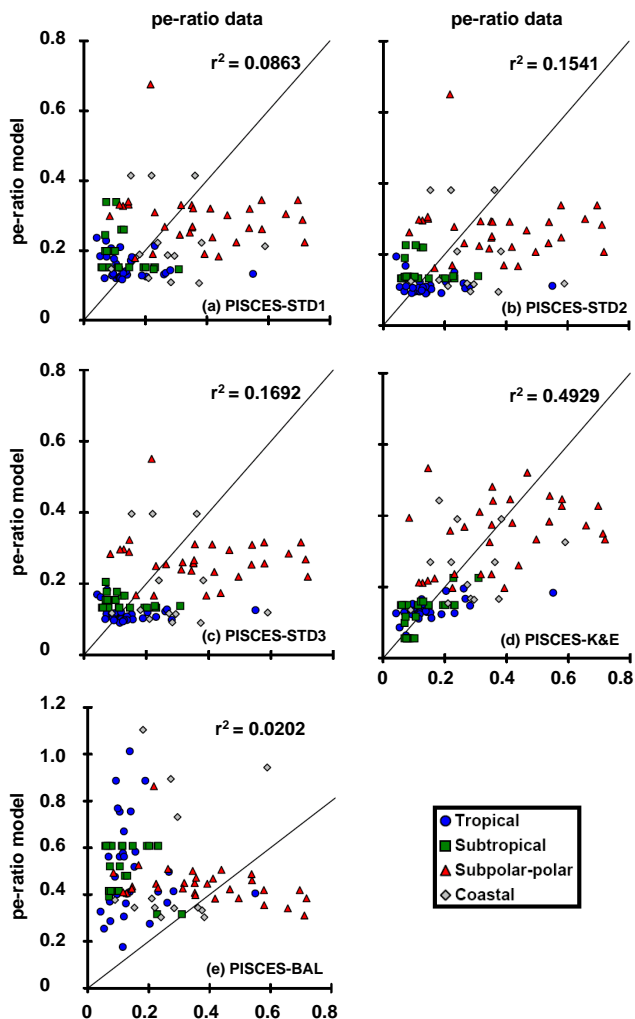 pe-ratio data pe-ratio data
0.8
r² = 0.0863 r² = 0.1541
0.6
pe-ratio model
0.4
0.2
0
(a) PISCES-STD1 (b) PISCES-STD2
0.8
r² = 0.1692 r² = 0.4929
0.6
pe-ratio model
0.4
0.2
0
(c) PISCES-STD3 (d) PISCES-K&E
0 0.2 0.4 0.6 0.8
1.2
r² = 0.0202
1.0
0.8
pe-ratio model
0.6
0.4
0.2
0
(e) PISCES-BAL
0 0.2 0.4 0.6 0.8
Tropical
Subtropical
Subpolar-polar
Coastal